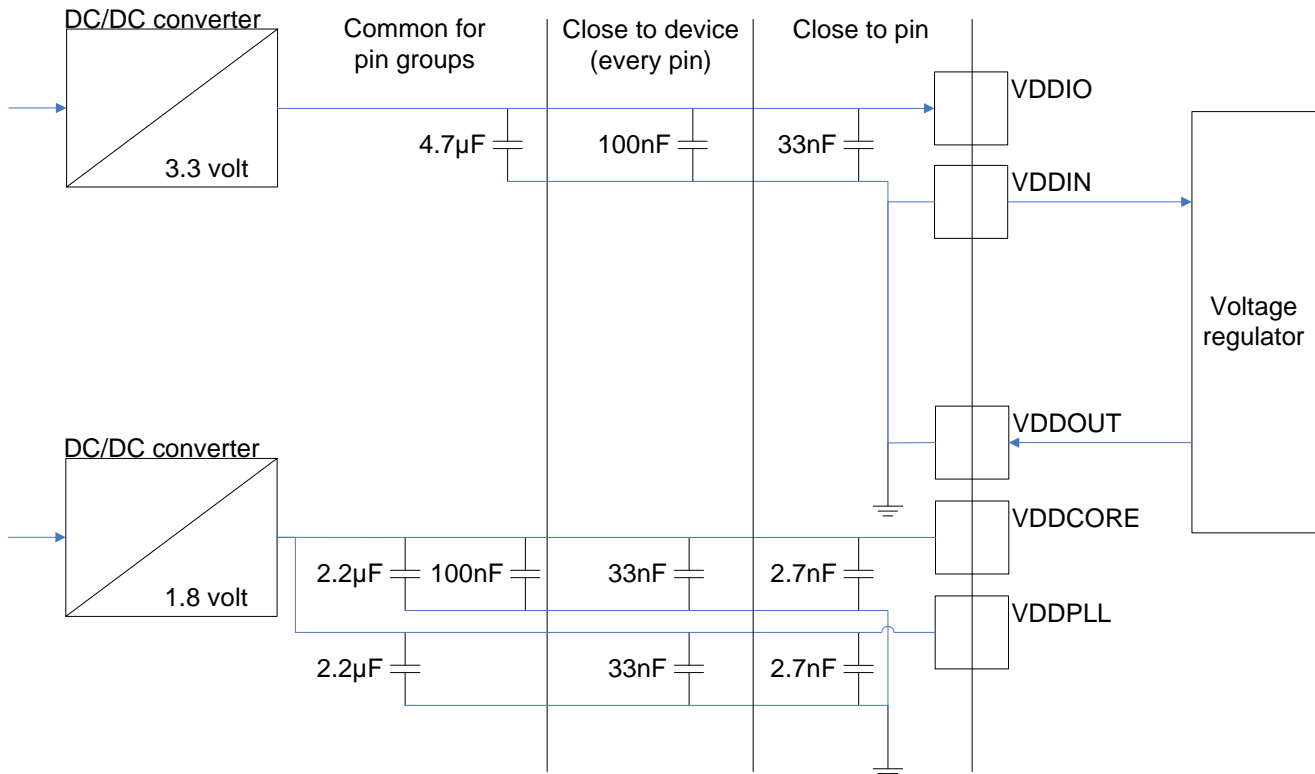 DC/DC converter
Common for
pin groups
Close to device
(every pin)
Close to pin
VDDIO
4.7µF
100nF
33nF
3.3 volt
VDDIN
Voltage
regulator
VDDOUT
DC/DC converter
VDDCORE
2.2µF
100nF
33nF
2.7nF
1.8 volt
VDDPLL
2.2µF
33nF
2.7nF